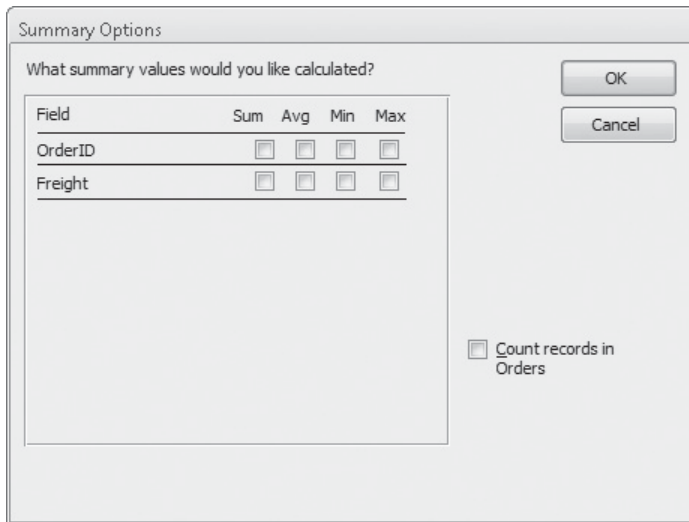 Summary Options
What summary values would you like calculated?
OK
Cancel
Field Sum Avg Min Max
OrderID
Freight
Count records in
Orders